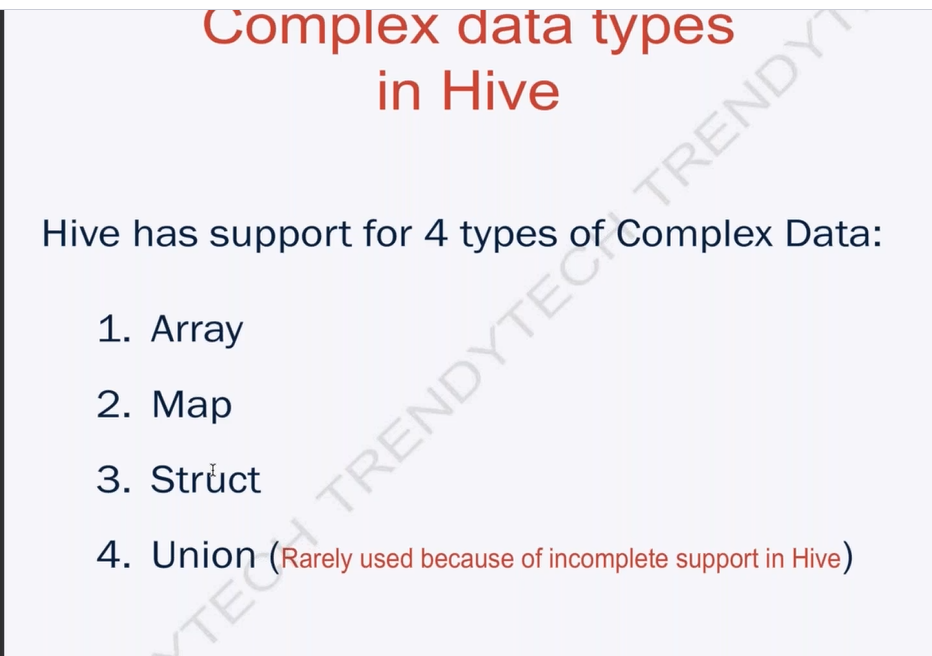 Complex data types
in Hive
Hive has support for 4 types of Complex Data:
1. Array
2. Map
3. Struct
4. Union (Rarely used because of incomplete support in Hive)
YTECH TRENDYTECH TRENDYT